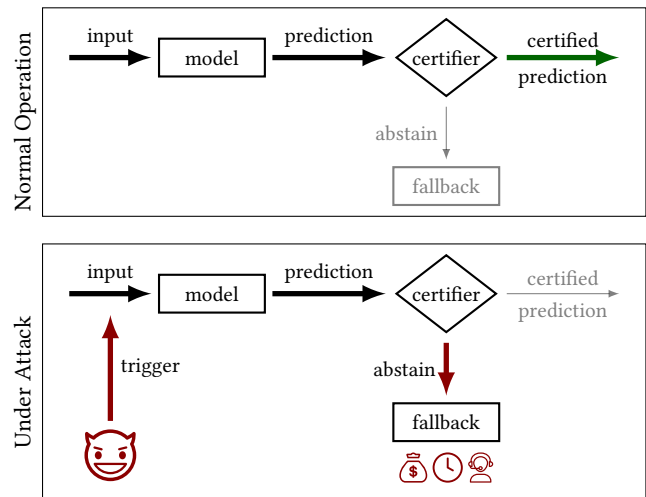 Normal Operation
input
model
prediction
certifier
certified
prediction
abstain
fallback
Under Attack
input
model
prediction
certifier
certified
prediction
trigger
abstain
fallback
$